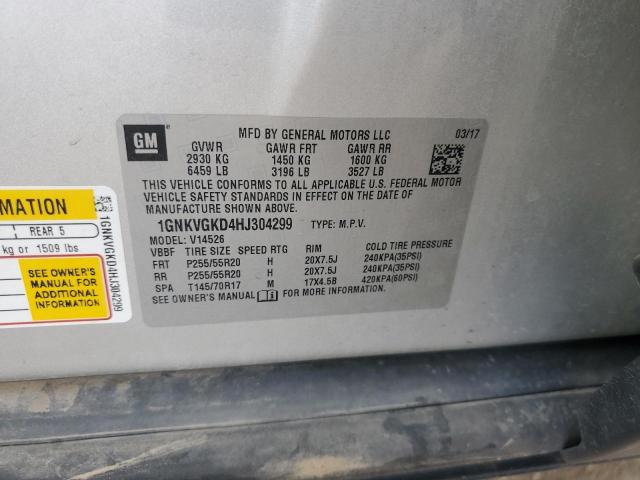 GM
MFD BY GENERAL MOTORS LLC 03/17
GVWR GAWR FRT GAWR RR
2930 KG 1450 KG 1600 KG
6459 LB 3196 LB 3527 LB
THIS VEHICLE CONFORMS TO ALL APPLICABLE U.S. FEDERAL MOTOR
VEHICLE SAFETY STANDARDS IN EFFECT ON THE DATE OF
MANUFACTURE SHOWN ABOVE.
1GNKVGKD4HJ304299 TYPE: M.P.V.
MODEL: V14526
VBBF TIRE SIZE SPEED RTG RIM COLD TIRE PRESSURE
FRT P255/55R20 H 20X7.5J 240KPA(35PSI)
RR P255/55R20 H 20X7.5J 240KPA(35PSI)
SPA T145/70R17 M 17X4.5B 420KPA(60PSI)
SEE OWNER'S MANUAL FOR MORE INFORMATION.
MATION
REAR 5
kg or 1509 lbs
SEE OWNER'S
MANUAL FOR
ADDITIONAL
INFORMATION
1GNKVGKD4HJ304299